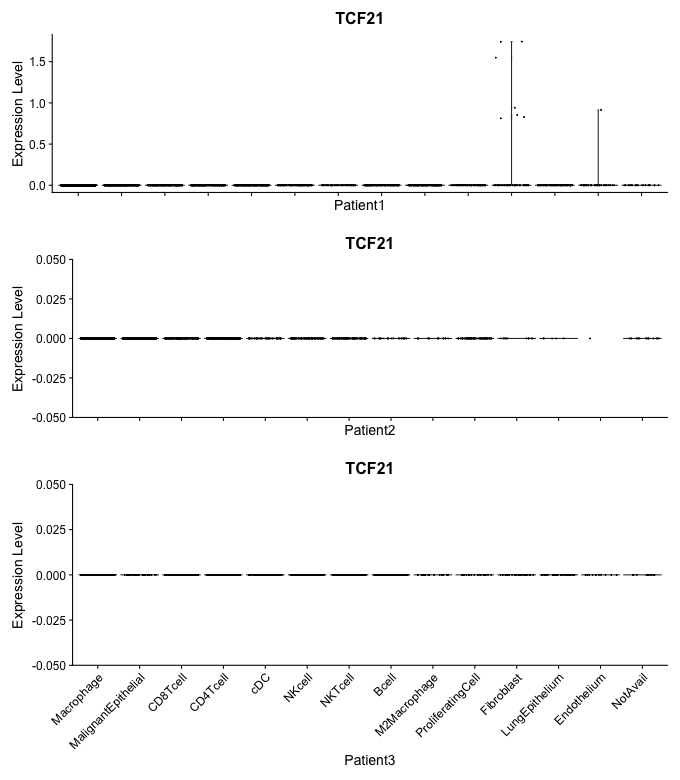 TCF21
Expression Level
1.5
1.0
0.5
0.0
Patient1
TCF21
Expression Level
0.050
0.025
0.000
-0.025
-0.050
Patient2
TCF21
Expression Level
0.050
0.025
0.000
-0.025
-0.050
Macrophage
MalignantEpithelial
CD8Tcell
CD4Tcell
cDC
NKcell
NKTcell
Bcell
M2Macrophage
ProliferatingCell
Fibroblast
LungEpithelium
Endothelium
NotAvail
Patient3